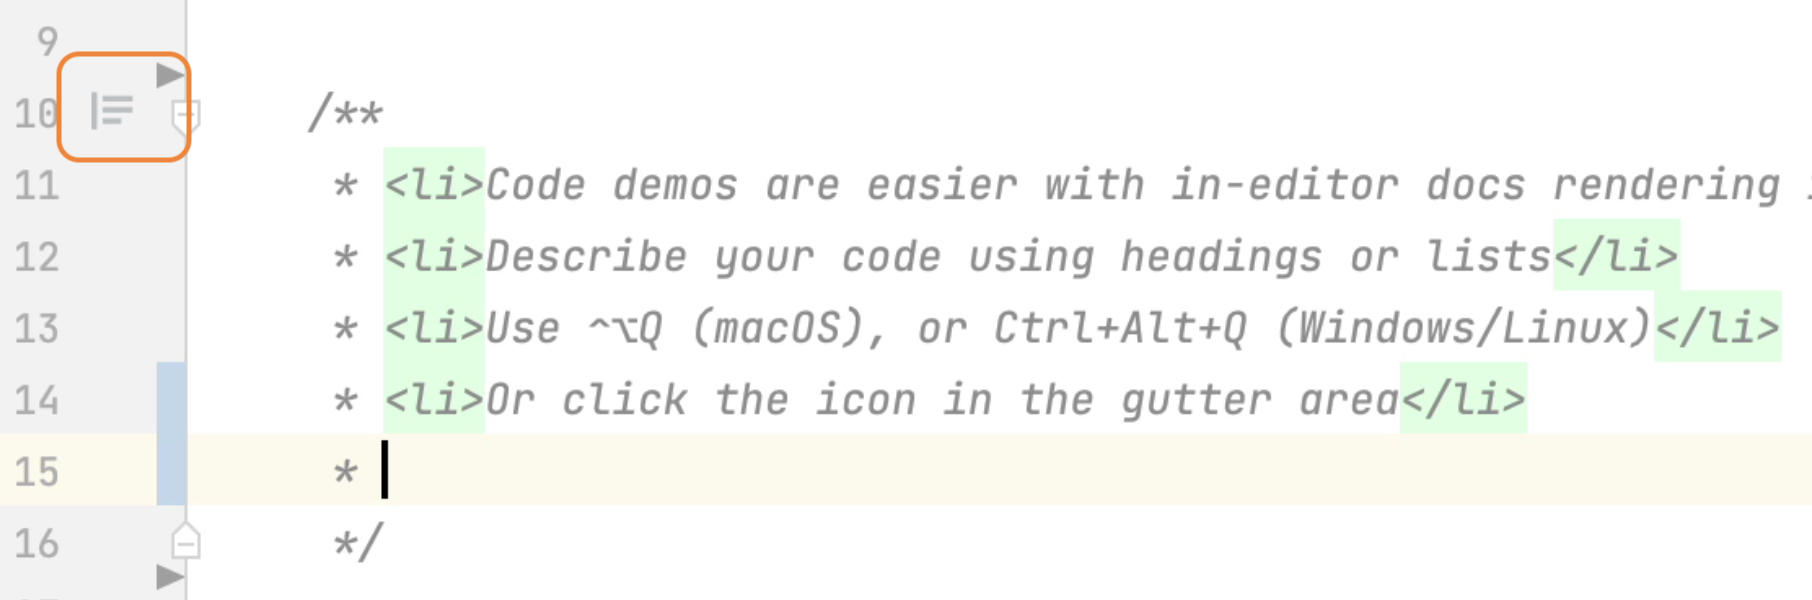 9
10 /**
11 * <li>Code demos are easier with in-editor docs rendering
12 * <li>Describe your code using headings or lists</li>
13 * <li>Use ⌃⌥Q (macOS), or Ctrl+Alt+Q (Windows/Linux)</li>
14 * <li>Or click the icon in the gutter area</li>
15 *
16 */